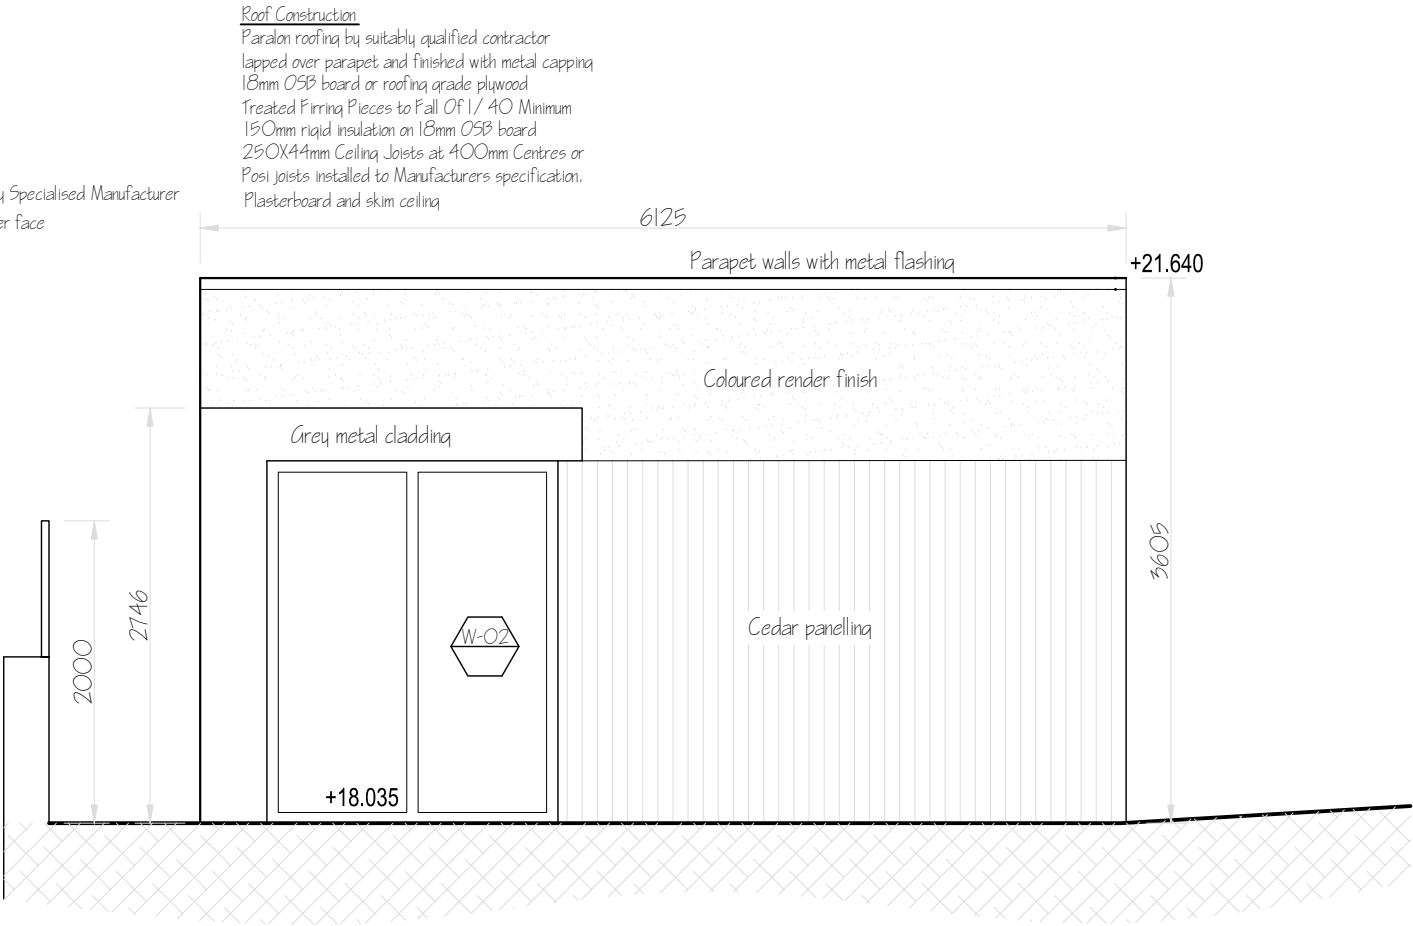 Roof Construction
Paralon roofing by suitably qualified contractor
lapped over parapet and finished with metal capping
18mm OSB board or roofing grade plywood
Treated Firring Pieces to Fall Of 1/ 40 Minimum
150mm rigid insulation on 18mm OSB board
250X44mm Ceiling Joists at 400mm Centres or
Posi joists installed to Manufacturers specification.
Plasterboard and skim ceiling
Specialised Manufacturer
face
6125
Parapet walls with metal flashing
+21.640
Coloured render finish
Grey metal cladding
3605
2746
2000
W-02
Cedar panelling
+18.035